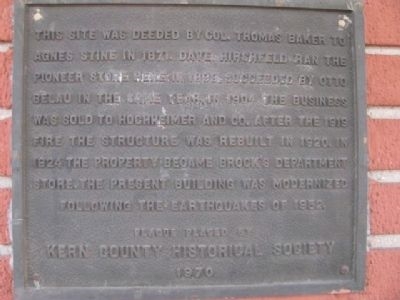 THIS SITE WAS DEEDED BY COL. THOMAS BAKER TO
AGNES STINE IN 1871. DAVE HIRSHFELD RAN THE
PIONEER STORE HERE IN SUCCEEDED BY OTTO
BELAU IN THE SAME YEAR. IN 1904 THE BUSINESS
WAS SOLD TO HOCHHEIMER AND CO. AFTER THE 1919
FIRE THE STRUCTURE WAS REBUILT IN 1920. IN
1924 THE PROPERTY BECAME BROCK'S DEPARTMENT
STORE. THE PRESENT BUILDING WAS MODERNIZED
FOLLOWING THE EARTHQUAKES OF 1952.
PLAQUE PLACED BY
KERN COUNTY HISTORICAL SOCIETY
1970